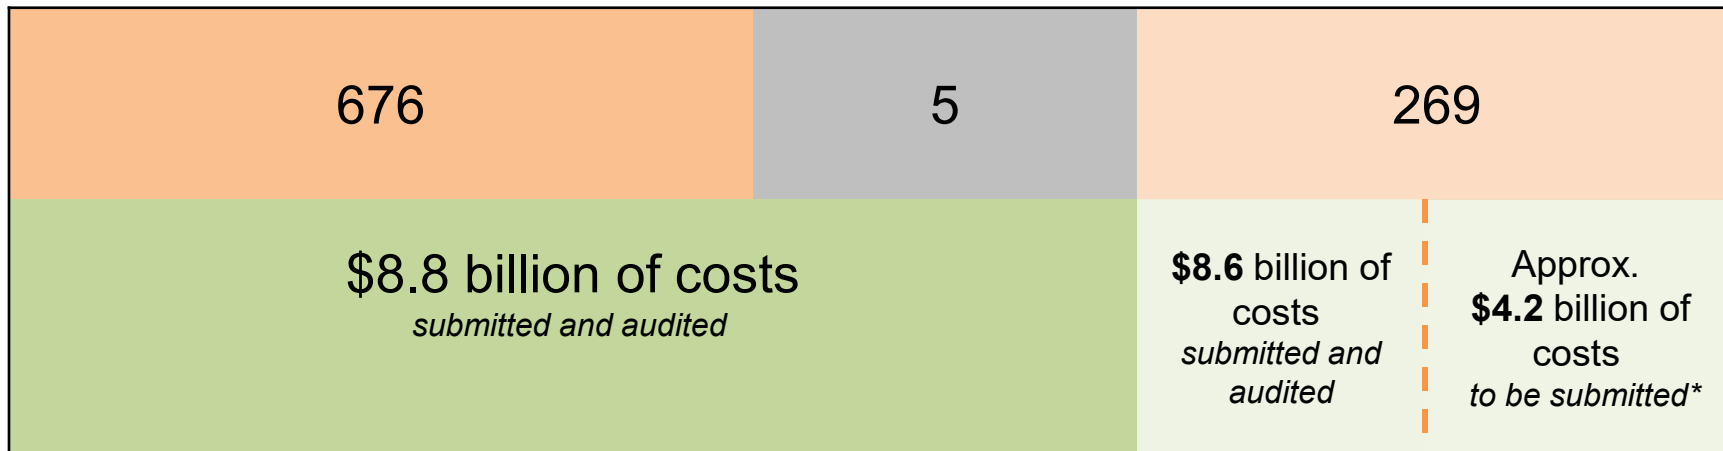 676
5
269
$8.8 billion of costs
submitted and audited
$8.6 billion of
costs
submitted and
audited
Approx.
$4.2 billion of
costs
to be submitted*